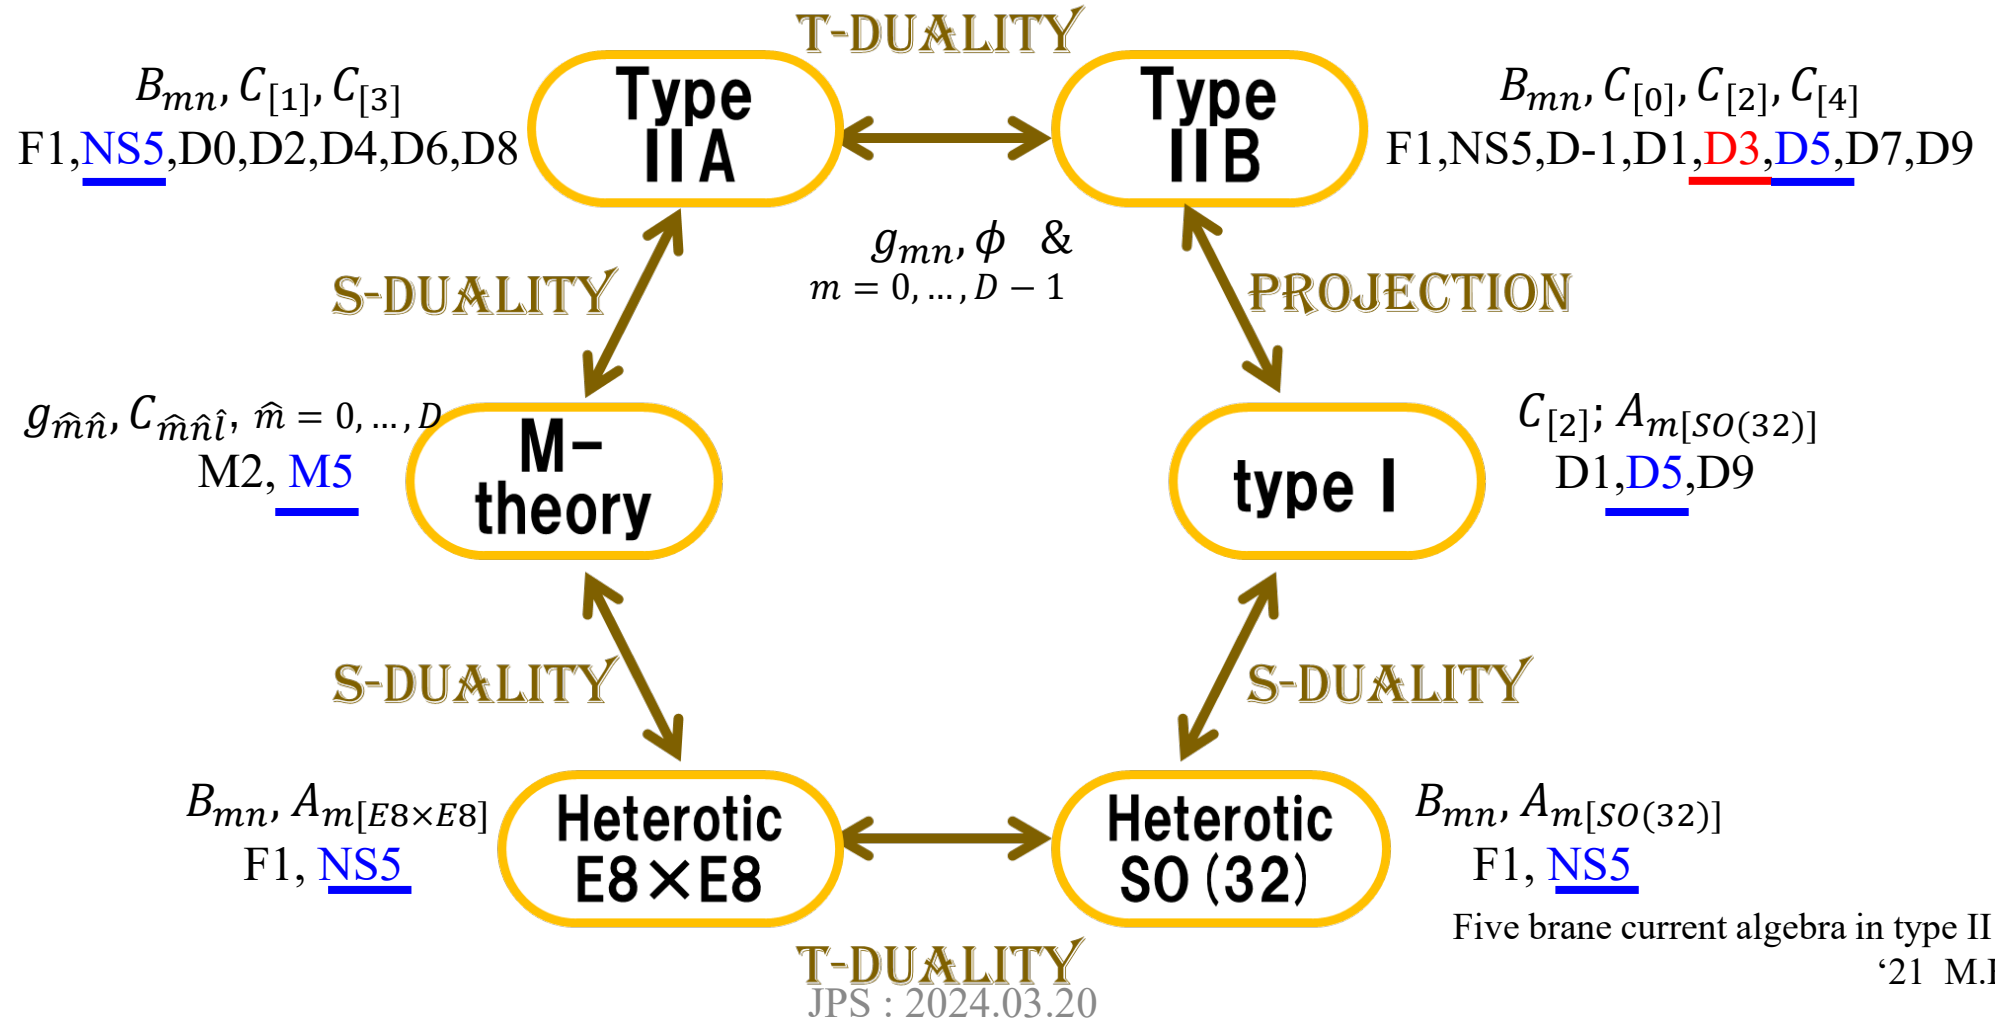 T-DUALITY
B_{mn}, C_{[1]}, C_{[3]}
F1,NS5,D0,D2,D4,D6,D8
Type
IIA
Type
IIB
B_{mn}, C_{[0]}, C_{[2]}, C_{[4]}
F1,NS5,D-1,D1,D3,D5,D7,D9
g_{mn}, ϕ &
m = 0, …, D − 1
S-DUALITY
PROJECTION
g_{m̂n̂}, C_{m̂n̂l̂}, m̂ = 0, …, D
M2, M5
M-
theory
type I
C_{[2]}; A_{m[SO(32)]}
D1,D5,D9
S-DUALITY
S-DUALITY
B_{mn}, A_{m[E8×E8]}
F1, NS5
Heterotic
E8×E8
Heterotic
SO(32)
B_{mn}, A_{m[SO(32)]}
F1, NS5
Five brane current algebra in type II
‘21 M.
T-DUALITY
JPS : 2024.03.20